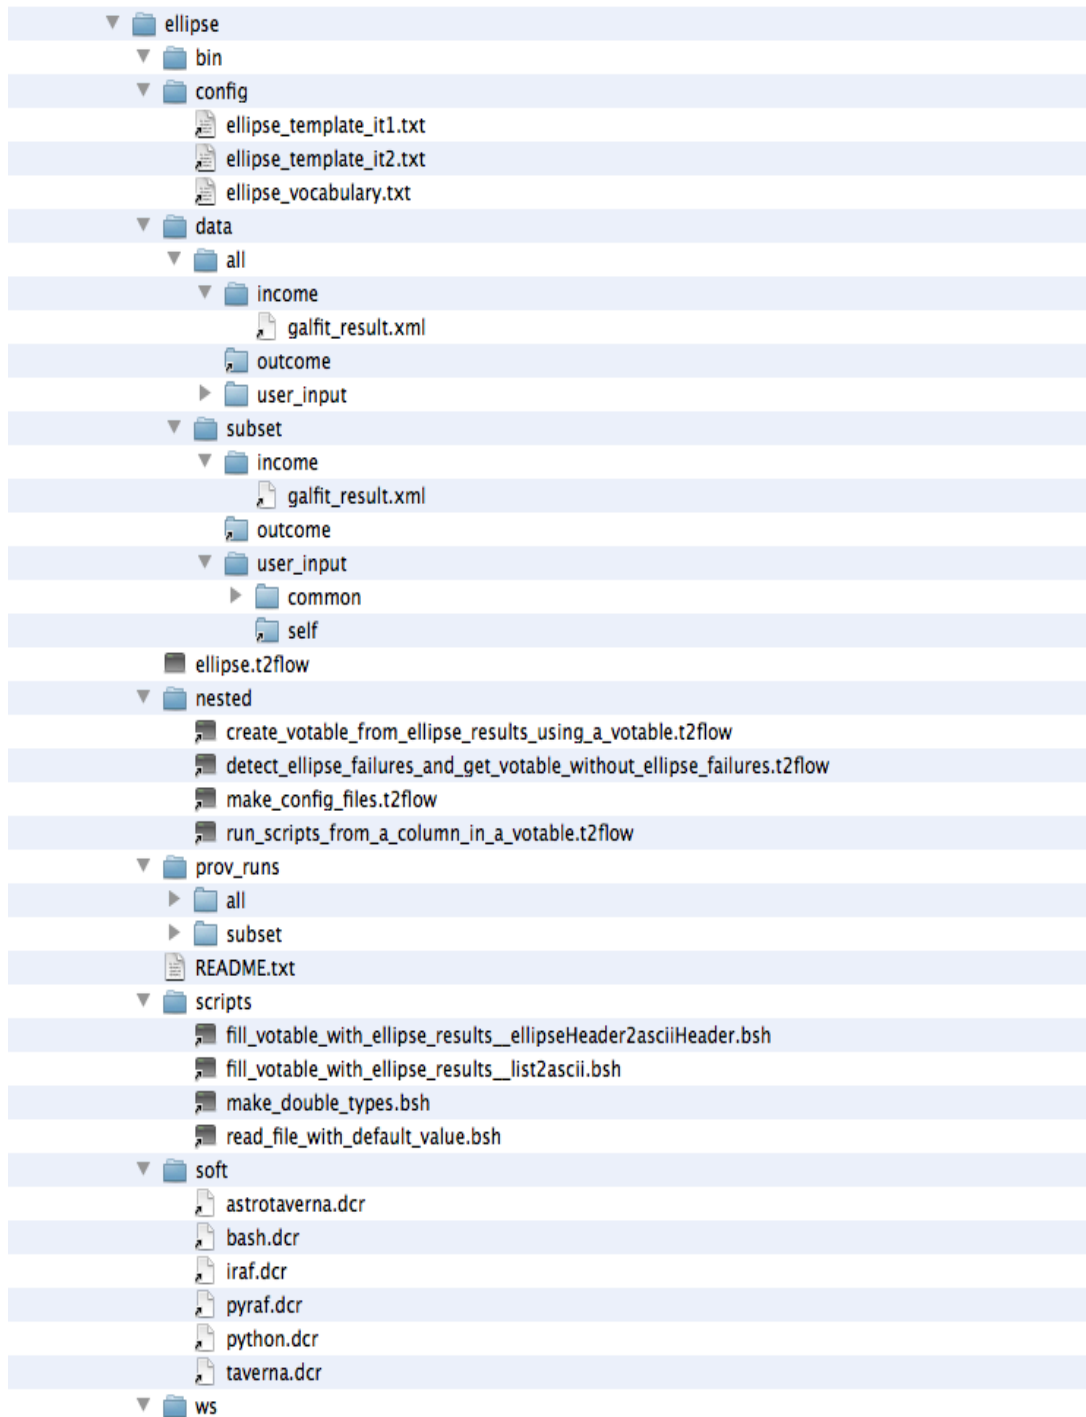 ellipse
bin
config
ellipse_template_it1.txt
ellipse_template_it2.txt
ellipse_vocabulary.txt
data
all
income
galfit_result.xml
outcome
user_input
subset
income
galfit_result.xml
outcome
user_input
common
self
ellipse.t2flow
nested
create_votable_from_ellipse_results_using_a_votable.t2flow
detect_ellipse_failures_and_get_votable_without_ellipse_failures.t2flow
make_config_files.t2flow
run_scripts_from_a_column_in_a_votable.t2flow
prov_runs
all
subset
README.txt
scripts
fill_votable_with_ellipse_results__ellipseHeader2asciiHeader.bsh
fill_votable_with_ellipse_results__list2ascii.bsh
make_double_types.bsh
read_file_with_default_value.bsh
soft
astrotaverna.dcr
bash.dcr
iraf.dcr
pyraf.dcr
python.dcr
taverna.dcr
ws